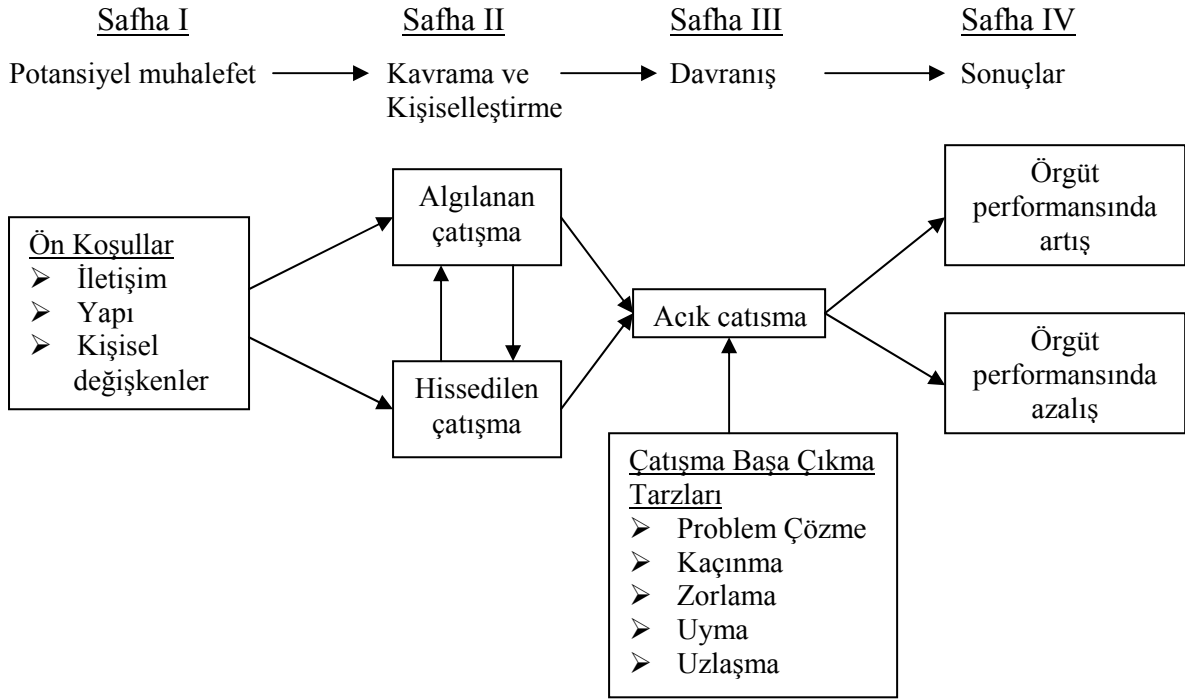 Safha I
Safha II
Safha III
Safha IV
Potansiyel muhalefet
Kavrama ve
Kişiselleştirme
Davranış
Sonuçlar
Ön Koşullar
➢ İletişim
➢ Yapı
➢ Kişisel
değişkenler
Algılanan
çatışma
Hissedilen
çatışma
Acık catısma
Çatışma Başa Çıkma
Tarzları
➢ Problem Çözme
➢ Kaçınma
➢ Zorlama
➢ Uyma
➢ Uzlaşma
Örgüt
performansında
artış
Örgüt
performansında
azalış